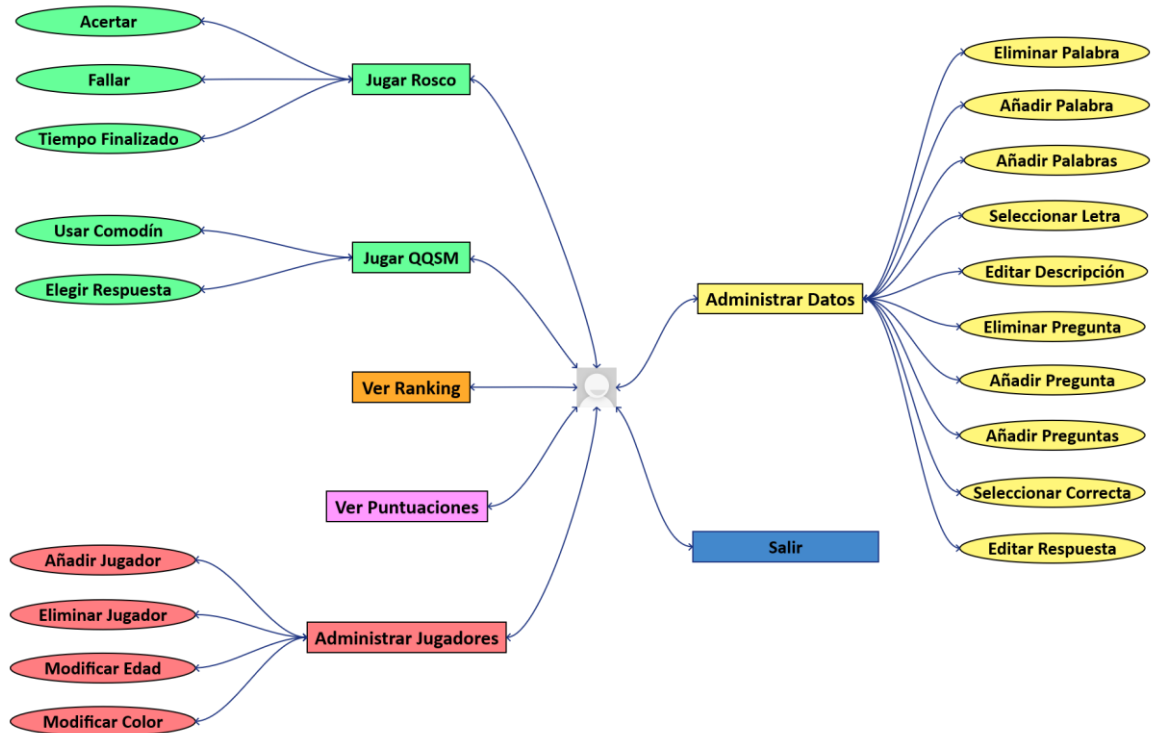 Acertar
Fallar
Tiempo Finalizado
Jugar Rosco
Usar Comodín
Elegir Respuesta
Jugar QQSM
Ver Ranking
Ver Puntuaciones
Añadir Jugador
Eliminar Jugador
Modificar Edad
Modificar Color
Administrar Jugadores
Administrar Datos
Salir
Eliminar Palabra
Añadir Palabra
Añadir Palabras
Seleccionar Letra
Editar Descripción
Eliminar Pregunta
Añadir Pregunta
Añadir Preguntas
Seleccionar Correcta
Editar Respuesta